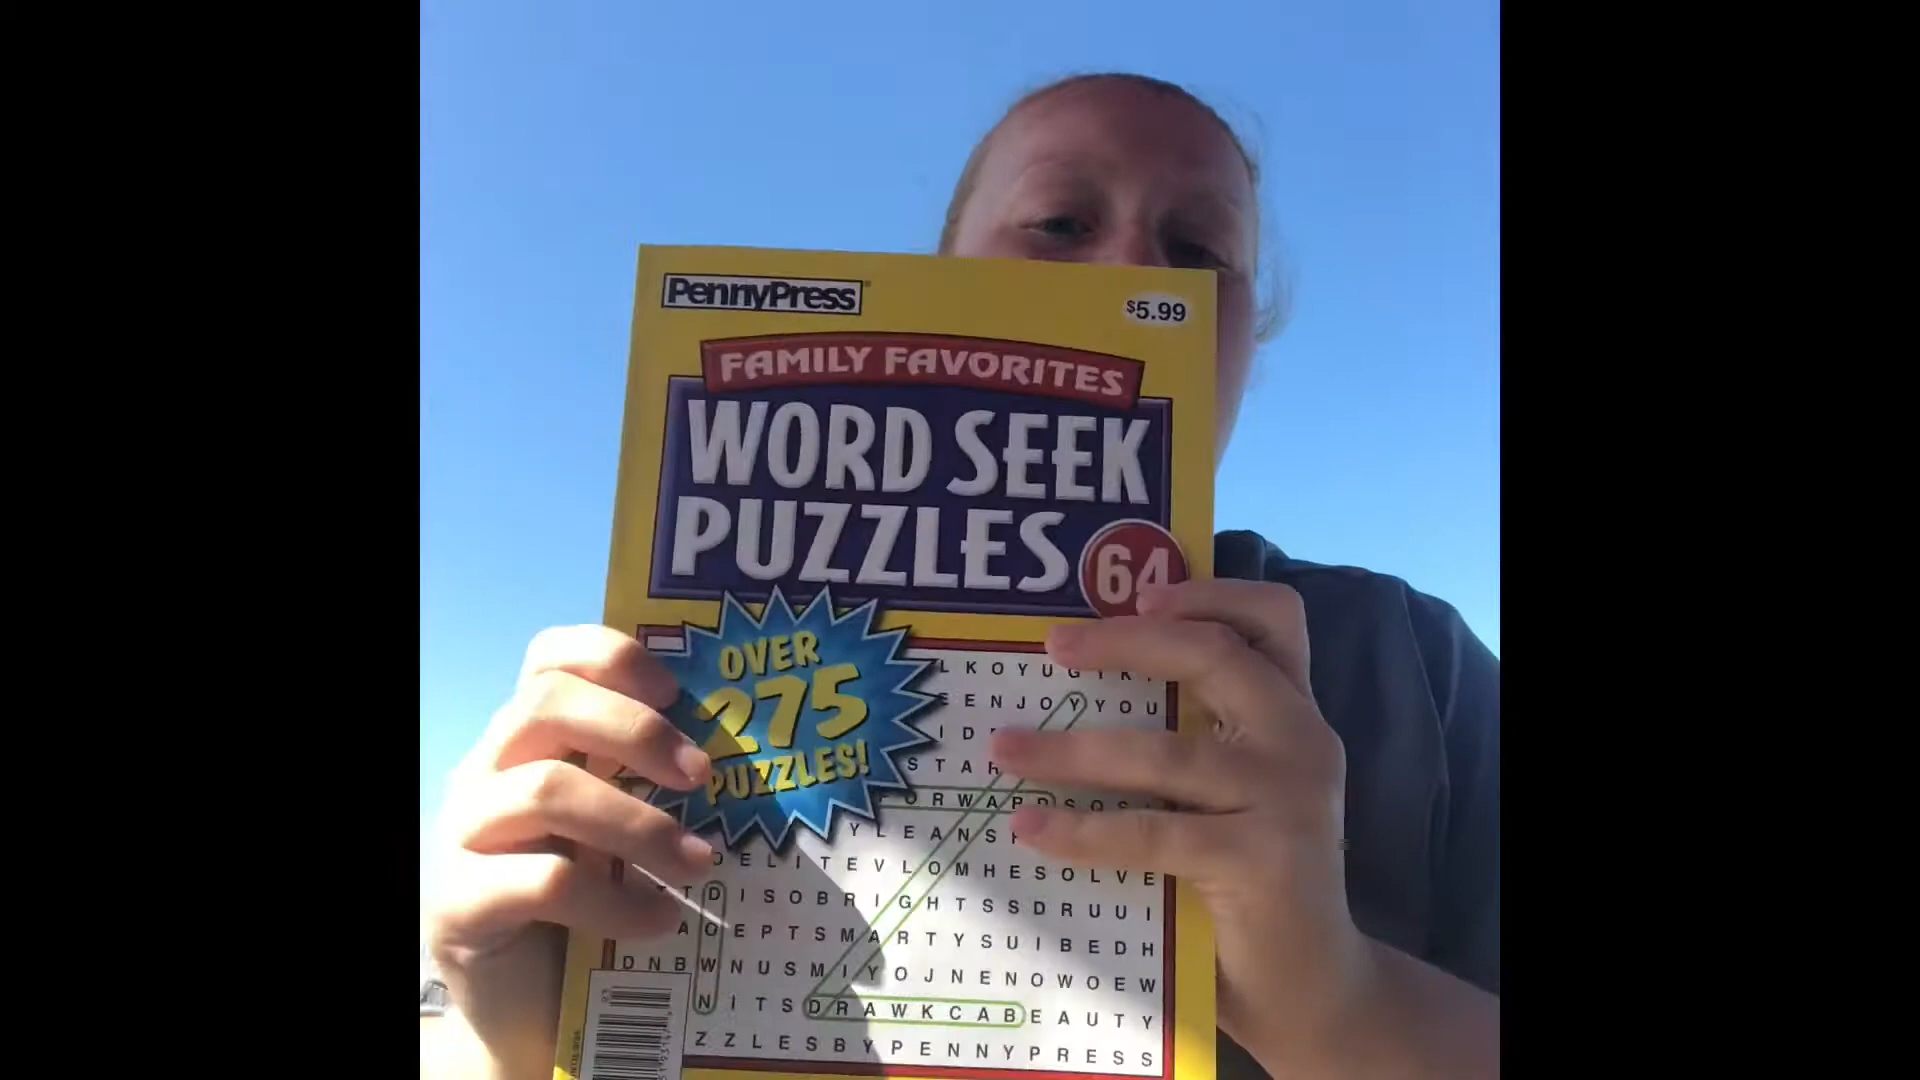 PennyPress
$5.99
FAMILY FAVORITES
WORD SEEK
PUZZLES
64
OVER
275
PUZZLES!
L K O Y U G
E E N J O Y Y O U
I D
S T A R
F O R W A R D S O S
Y L E A N S
O E L I T E V L O M H E S O L V E
T D I S O B R I G H T S S D R U U I
A O E P T S M A R T Y S U I B E D H
D N B W N U S M I Y O J N E N O W O E W
N I T S D R A W K C A B E A U T Y
Z Z L E S B Y P E N N Y P R E S S